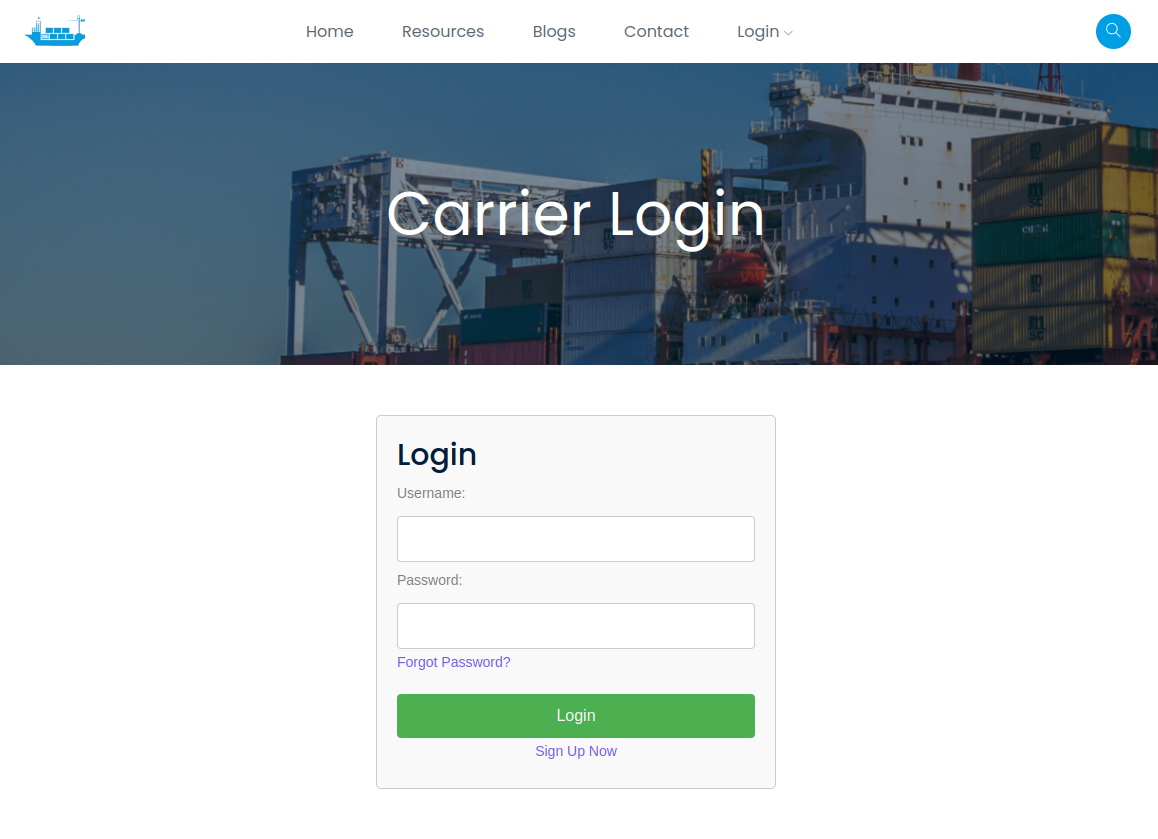 Home Resources Blogs Contact Login
Carrier Login
Login
Username:
Password:
Forgot Password?
Login
Sign Up Now